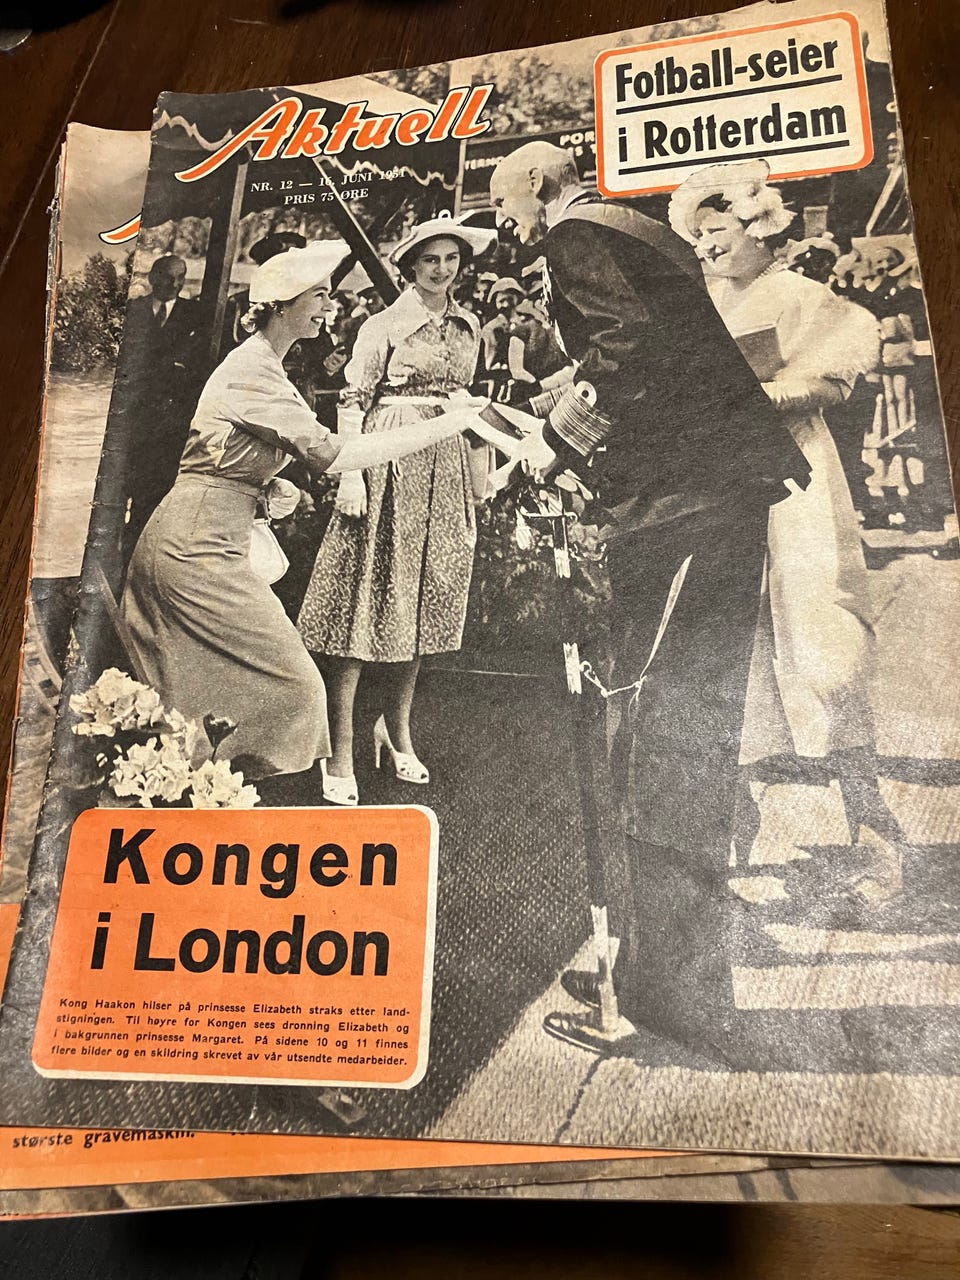 Fotball-seier
i Rotterdam
Aktuell
NR. 12 — 16. JUNI 1951
PRIS 75 ØRE
POR
Kongen
i London
Kong Haakon hilser på prinsesse Elizabeth straks etter land-
stigningen. Til høyre for Kongen sees dronning Elizabeth og
i bakgrunnen prinsesse Margaret. På sidene 10 og 11 finnes
flere bilder og en skildring skrevet av vår utsendte medarbeider.
største gravemaskin.